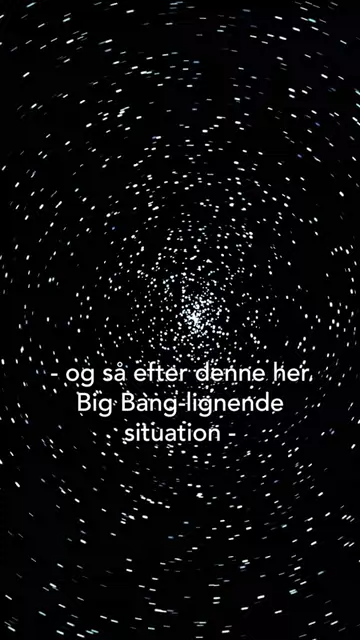 - og så efter denne her
Big Bang-lignende
situation -